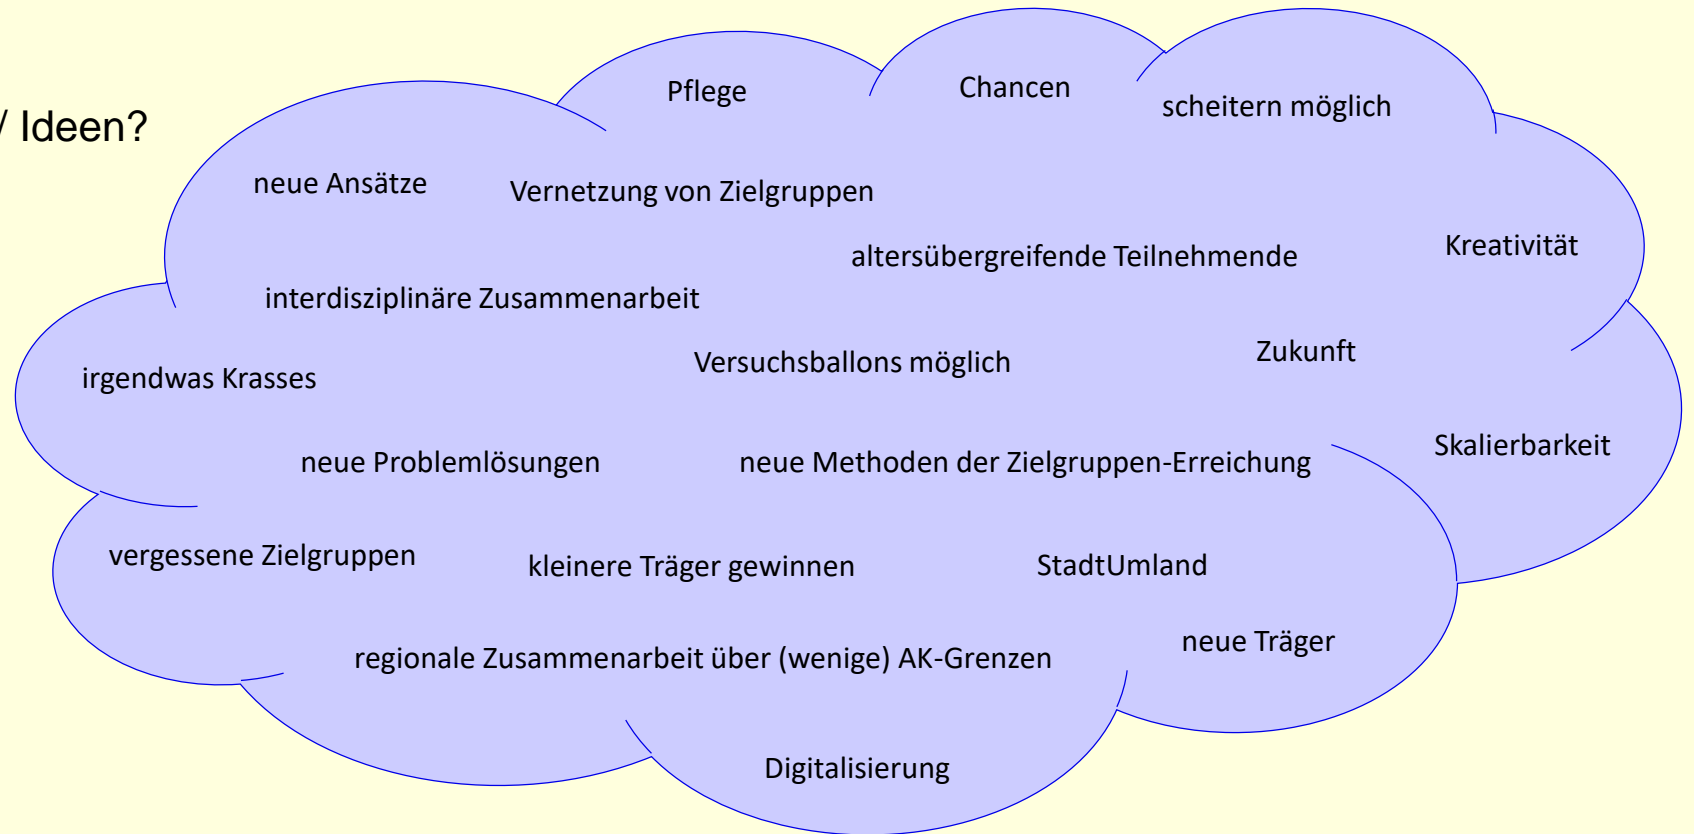 / Ideen?
Pflege
Chancen
scheitern möglich
neue Ansätze
Vernetzung von Zielgruppen
altersübergreifende Teilnehmende
Kreativität
interdisziplinäre Zusammenarbeit
Versuchsballons möglich
Zukunft
irgendwas Krasses
neue Problemlösungen
neue Methoden der Zielgruppen-Erreichung
Skalierbarkeit
vergessene Zielgruppen
kleinere Träger gewinnen
StadtUmland
regionale Zusammenarbeit über (wenige) AK-Grenzen
neue Träger
Digitalisierung